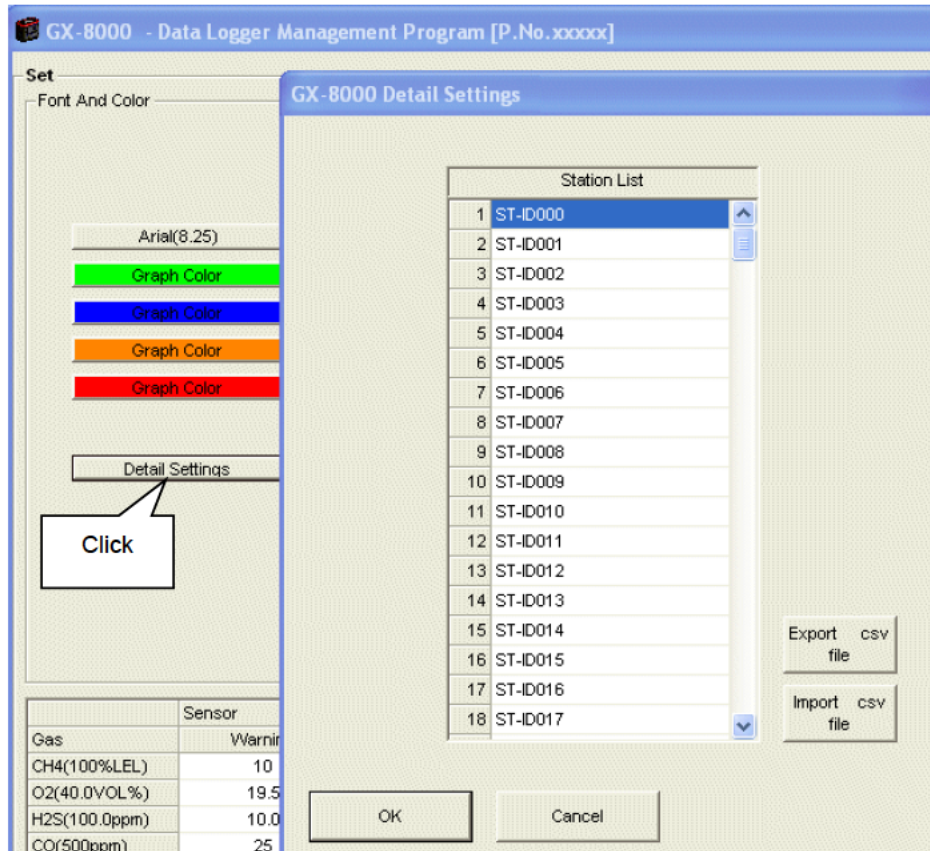 GX-8000 - Data Logger Management Program [P.No.xxxxx]
Set
Font And Color
Arial(8.25)
Graph Color
Graph Color
Graph Color
Graph Color
Detail Settings
Click
Sensor
Gas Warnin
CH4(100%LEL) 10
O2(40.0VOL%) 19.5
H2S(100.0ppm) 10.0
CO(500ppm) 25
GX-8000 Detail Settings
Station List
1 ST-ID000
2 ST-ID001
3 ST-ID002
4 ST-ID003
5 ST-ID004
6 ST-ID005
7 ST-ID006
8 ST-ID007
9 ST-ID008
10 ST-ID009
11 ST-ID010
12 ST-ID011
13 ST-ID012
14 ST-ID013
15 ST-ID014
16 ST-ID015
17 ST-ID016
18 ST-ID017
Export csv
file
Import csv
file
OK
Cancel